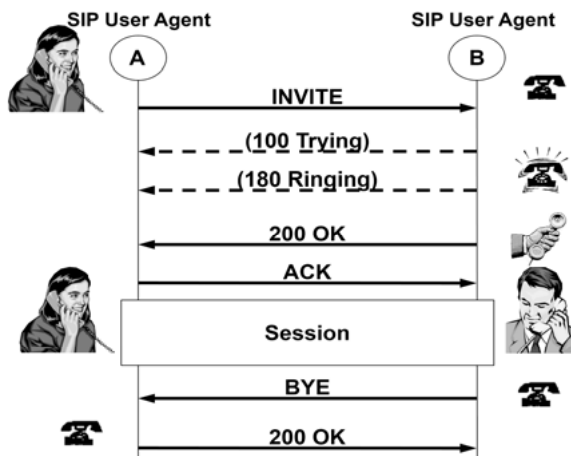 SIP User Agent SIP User Agent
A B
INVITE
(100 Trying)
(180 Ringing)
200 OK
ACK
Session
BYE
200 OK